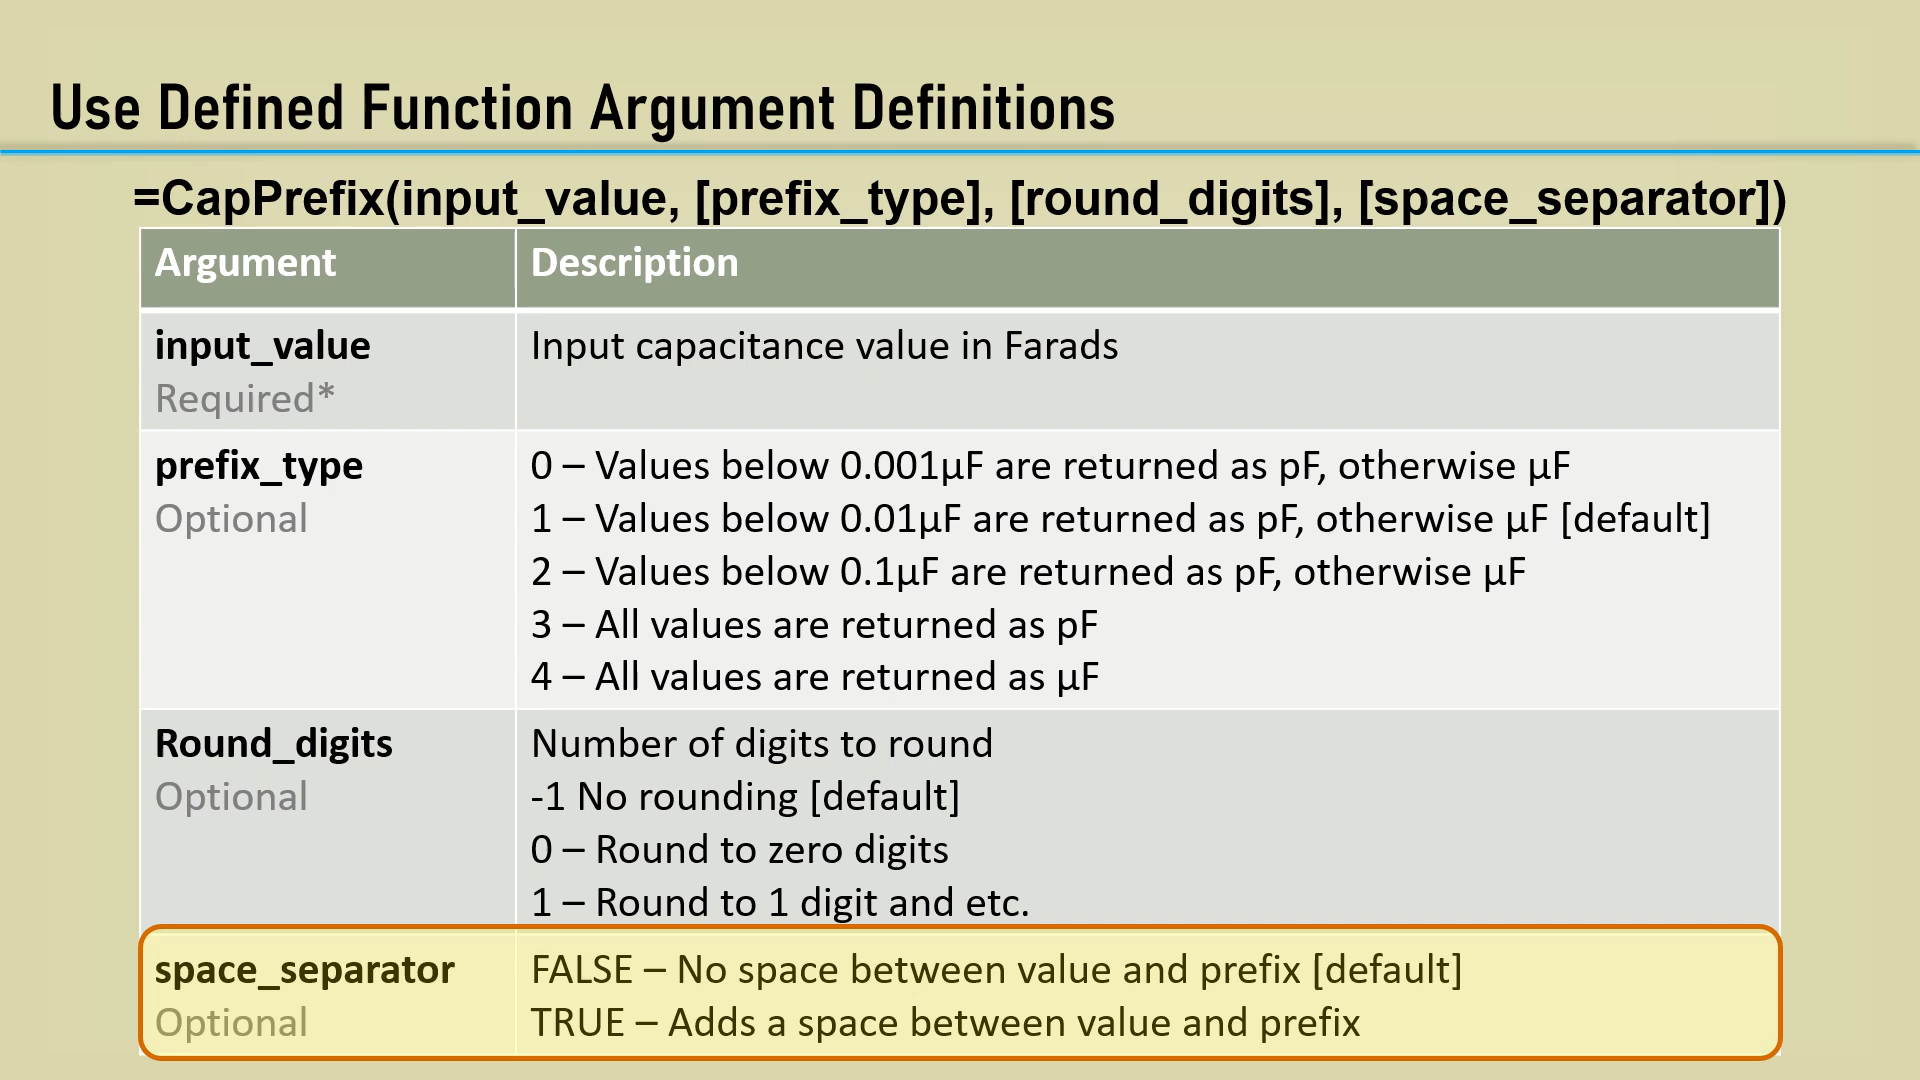 Use Defined Function Argument Definitions
=CapPrefix(input_value, [prefix_type], [round_digits], [space_separator])
Argument
Description
input_value
Required*
Input capacitance value in Farads
prefix_type
Optional
0 – Values below 0.001µF are returned as pF, otherwise µF
1 – Values below 0.01µF are returned as pF, otherwise µF [default]
2 – Values below 0.1µF are returned as pF, otherwise µF
3 – All values are returned as pF
4 – All values are returned as µF
Round_digits
Optional
Number of digits to round
-1 No rounding [default]
0 – Round to zero digits
1 – Round to 1 digit and etc.
space_separator
Optional
FALSE – No space between value and prefix [default]
TRUE – Adds a space between value and prefix